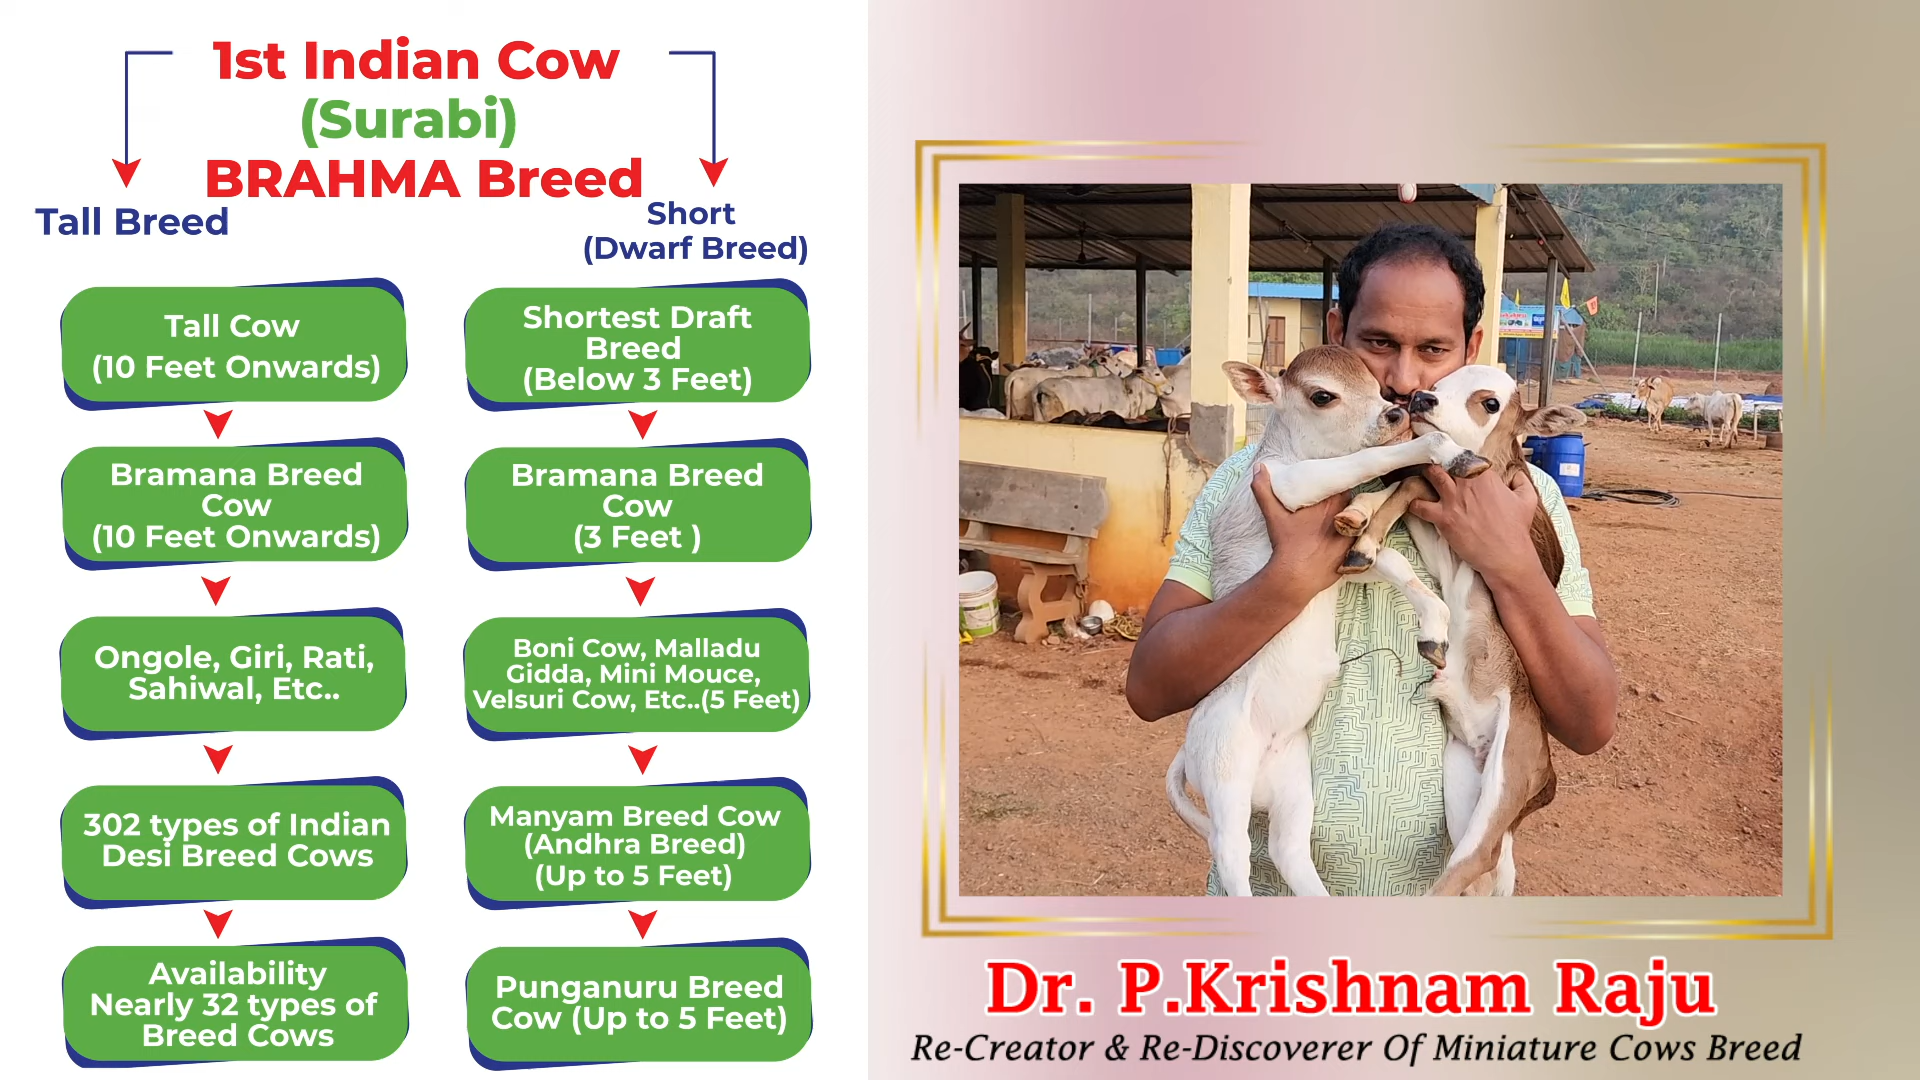 1st Indian Cow
(Surabi)
BRAHMA Breed
Tall Breed
Tall Cow
(10 Feet Onwards)
Bramana Breed
Cow
(10 Feet Onwards)
Ongole, Giri, Rati,
Sahiwal, Etc..
302 types of Indian
Desi Breed Cows
Availability
Nearly 32 types of
Breed Cows
Short
(Dwarf Breed)
Shortest Draft
Breed
(Below 3 Feet)
Bramana Breed
Cow
(3 Feet )
Boni Cow, Malladu
Gidda, Mini Mouce,
Velsuri Cow, Etc..(5 Feet)
Manyam Breed Cow
(Andhra Breed)
(Up to 5 Feet)
Punganuru Breed
Cow (Up to 5 Feet)
Dr. P.Krishnam Raju
Re-Creator & Re-Discoverer Of Miniature Cows Breed